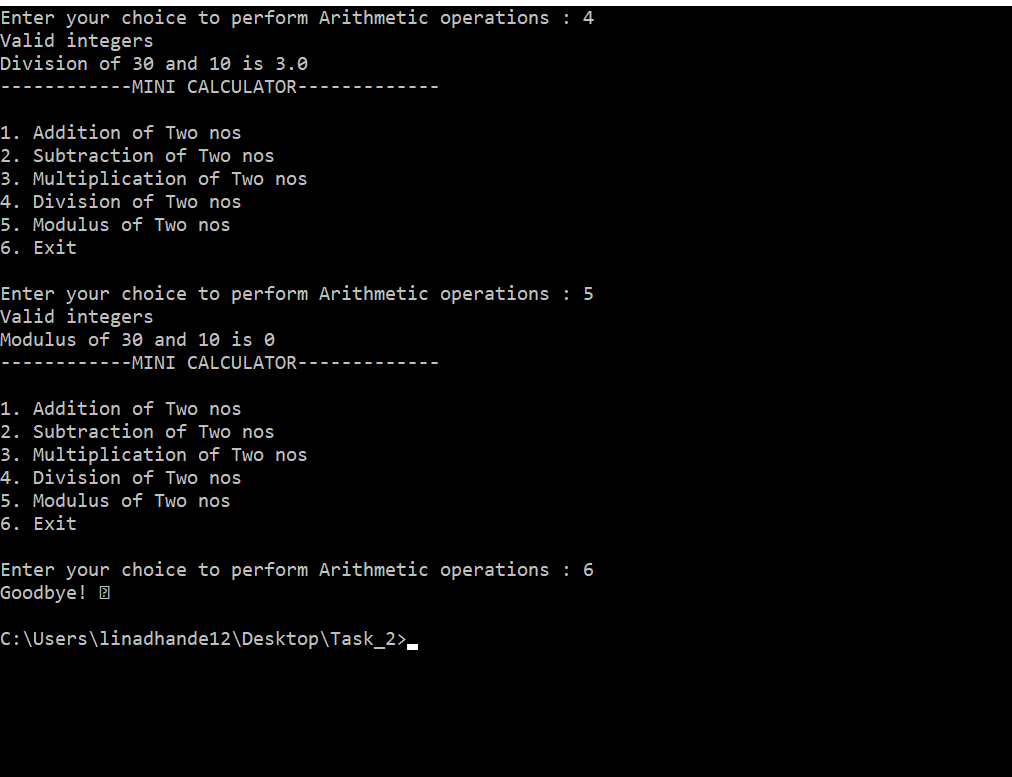 Enter your choice to perform Arithmetic operations : 4
Valid integers
Division of 30 and 10 is 3.0
------------MINI CALCULATOR-------------
1. Addition of Two nos
2. Subtraction of Two nos
3. Multiplication of Two nos
4. Division of Two nos
5. Modulus of Two nos
6. Exit
Enter your choice to perform Arithmetic operations : 5
Valid integers
Modulus of 30 and 10 is 0
------------MINI CALCULATOR-------------
1. Addition of Two nos
2. Subtraction of Two nos
3. Multiplication of Two nos
4. Division of Two nos
5. Modulus of Two nos
6. Exit
Enter your choice to perform Arithmetic operations : 6
Goodbye!
C:\Users\linadhande12\Desktop\Task_2>